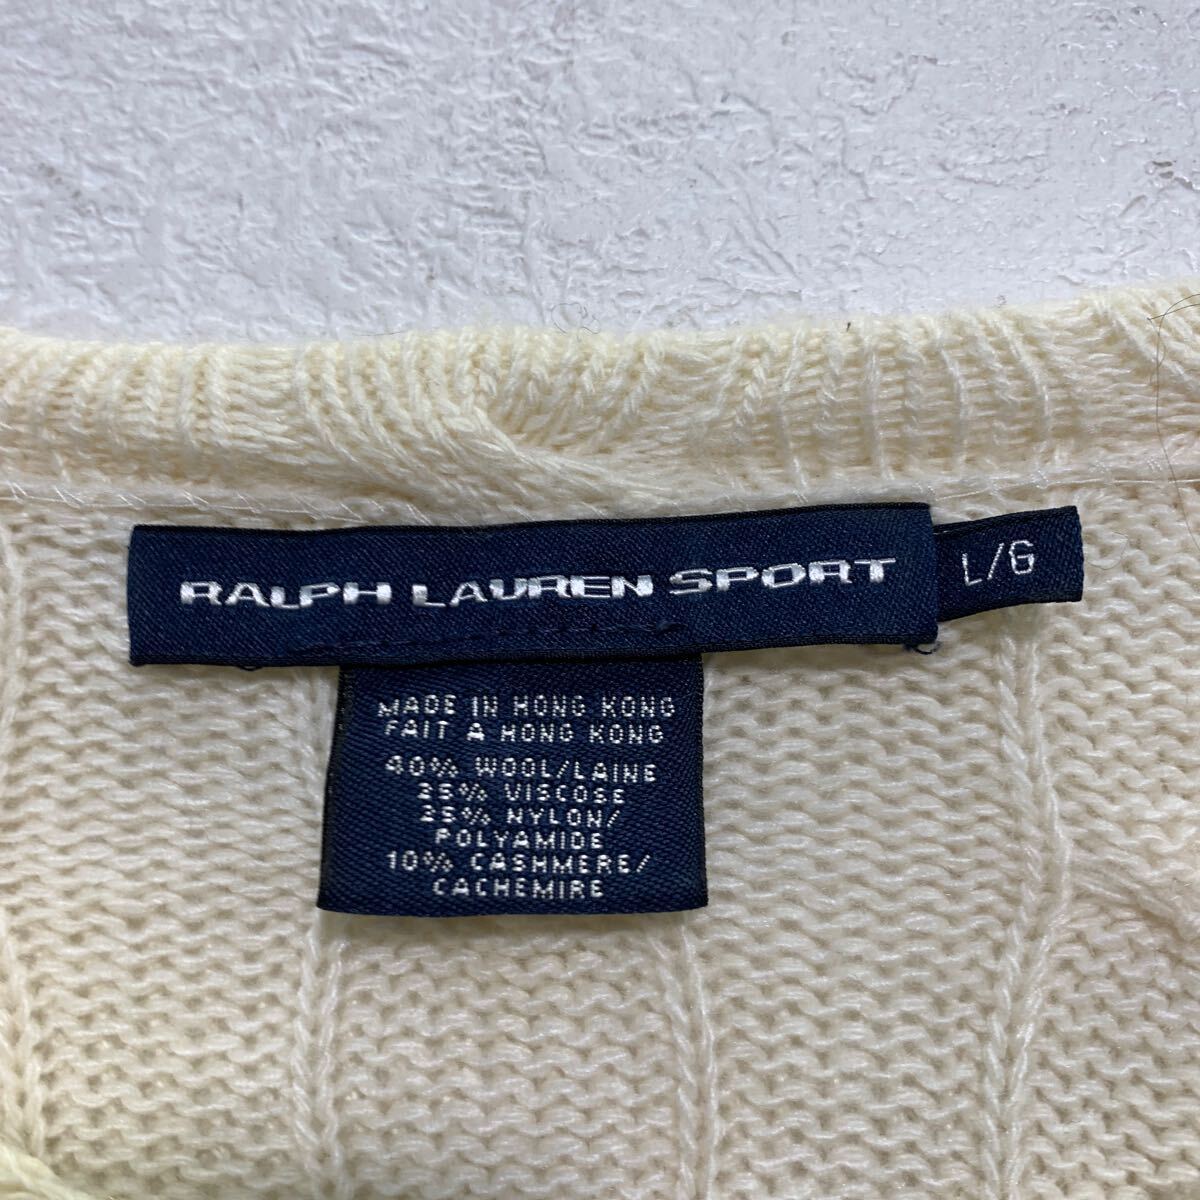 RALPH LAUREN SPORT
L/G
MADE IN HONG KONG
FAIT A HONG KONG
40% WOOL/LAINE
25% VISCOSE
25% NYLON/
POLYAMIDE
10% CASHMERE/
CACHEMIRE